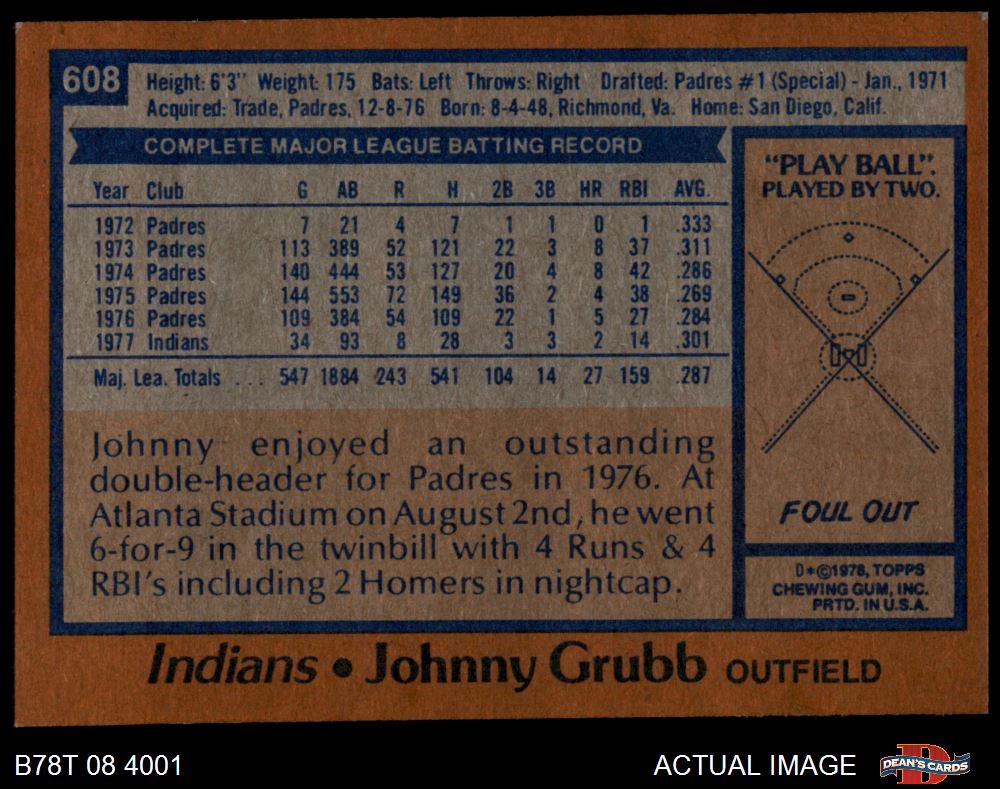 608
Height: 6'3" Weight: 175 Bats: Left Throws: Right Drafted: Padres #1 (Special) - Jan., 1971
Acquired: Trade, Padres, 12-8-76 Born: 8-4-48, Richmond, Va. Home: San Diego, Calif.
COMPLETE MAJOR LEAGUE BATTING RECORD
Year Club G AB R H 2B 3B HR RBI AVG.
1972 Padres 7 21 4 7 1 1 0 1 .333
1973 Padres 113 389 52 121 22 3 8 37 .311
1974 Padres 140 444 53 127 20 4 8 42 .286
1975 Padres 144 553 72 149 36 2 4 38 .269
1976 Padres 109 384 54 109 22 1 5 27 .284
1977 Indians 34 93 8 28 3 3 2 14 .301
Maj. Lea. Totals . . . 547 1884 243 541 104 14 27 159 .287
Johnny enjoyed an outstanding
double-header for Padres in 1976. At
Atlanta Stadium on August 2nd, he went
6-for-9 in the twinbill with 4 Runs & 4
RBI's including 2 Homers in nightcap.
"PLAY BALL".
PLAYED BY TWO.
FOUL OUT
D*©1978, TOPPS
CHEWING GUM, INC.
PRTD. IN U.S.A.
Indians • Johnny Grubb OUTFIELD
B78T 08 4001
ACTUAL IMAGE
D
DEAN'S CARDS